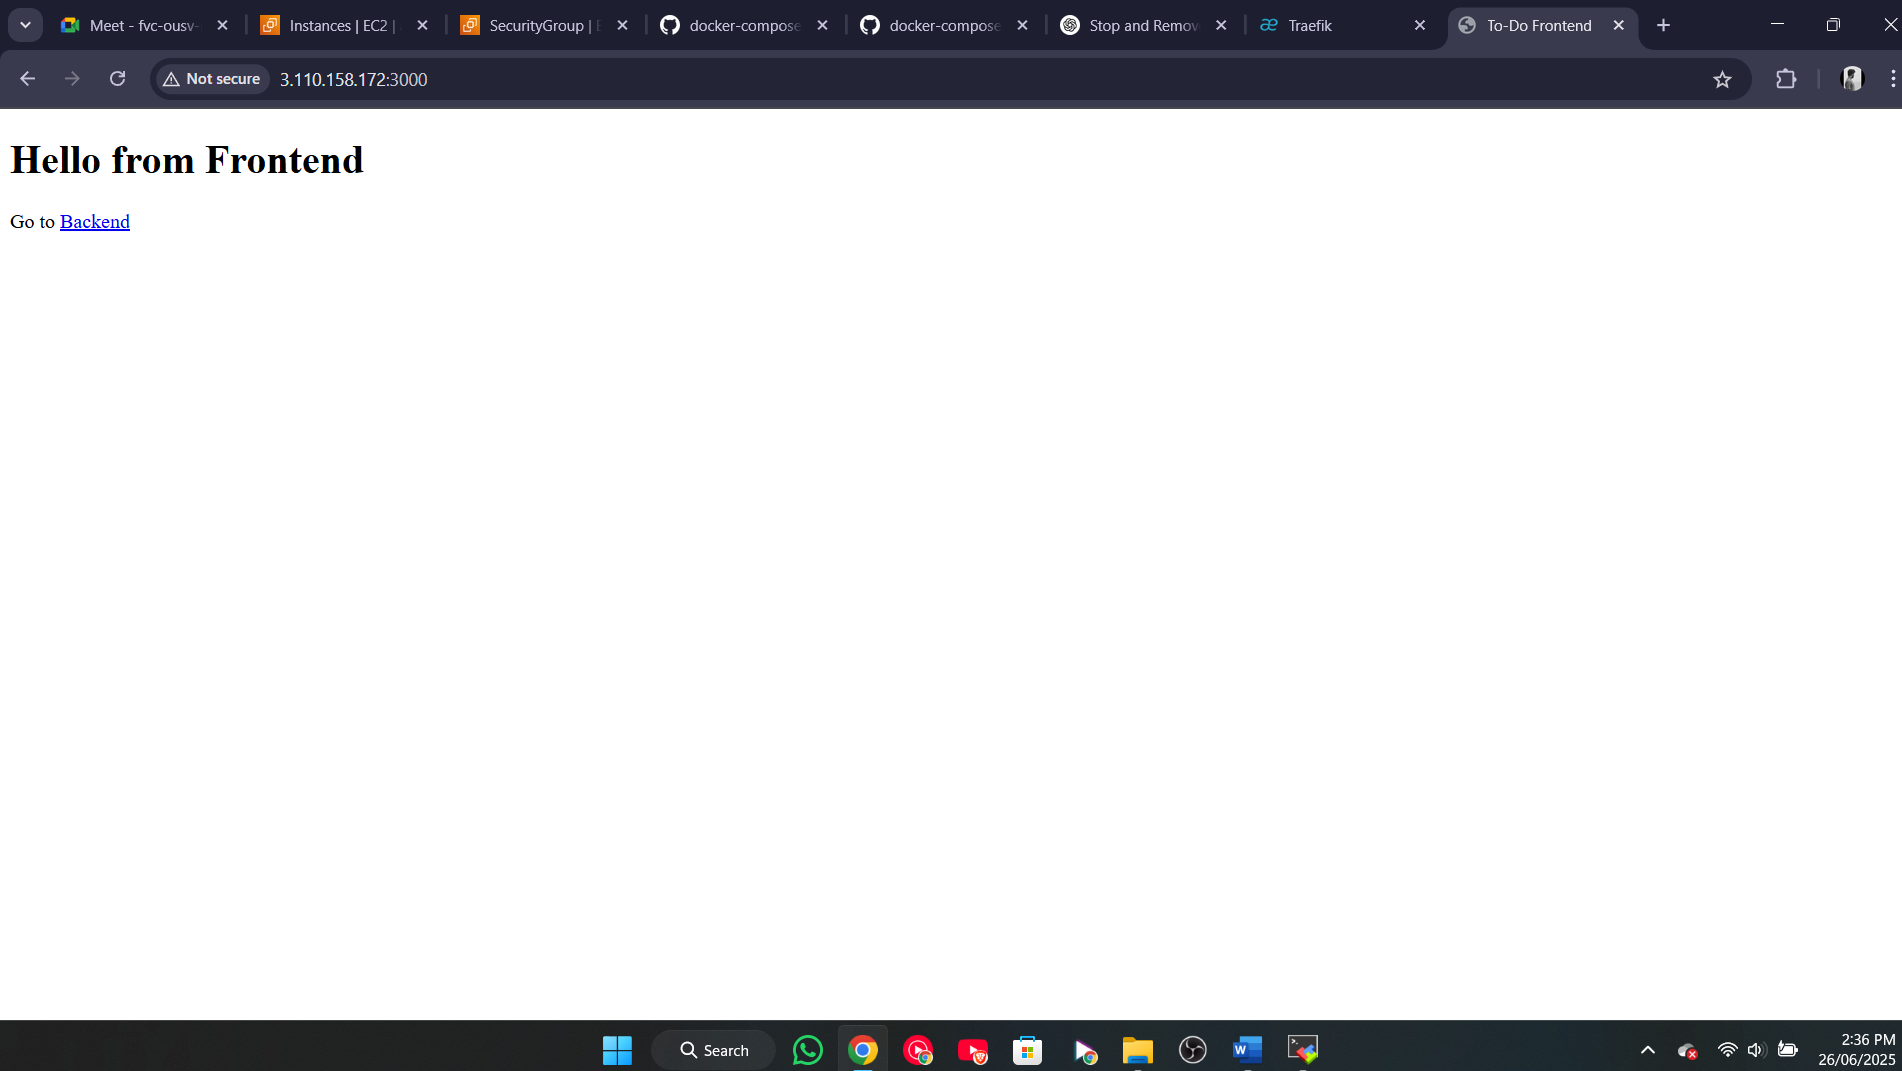 Meet - fvc-ousv-
Instances | EC2 |
SecurityGroup | E
docker-compose
docker-compose
Stop and Remov
Traefik
To-Do Frontend
Not secure
3.110.158.172:3000
Hello from Frontend
Go to Backend
Search
2:36 PM
26/06/2025